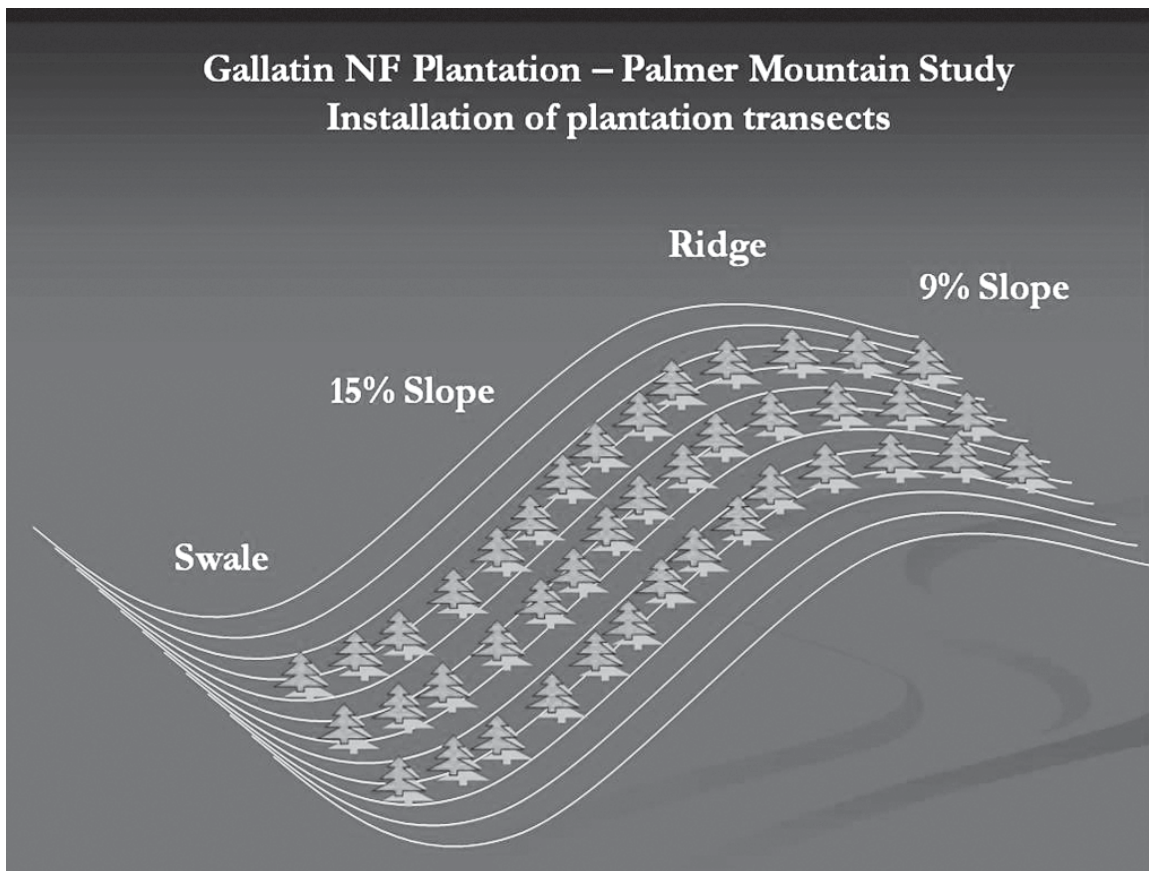 Gallatin NF Plantation – Palmer Mountain Study
Installation of plantation transects
Ridge
9% Slope
15% Slope
Swale